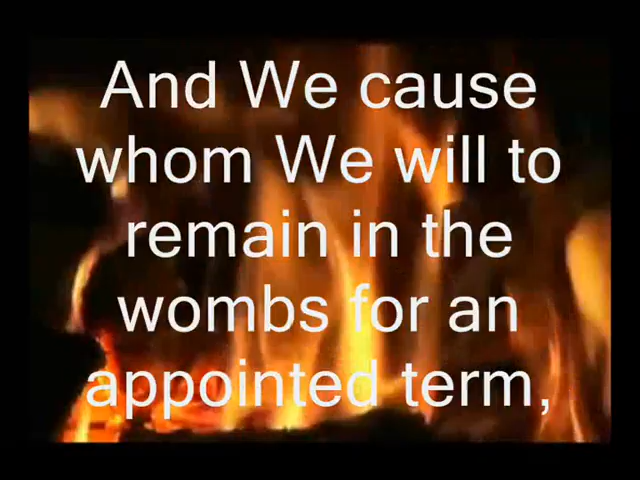 And We cause
whom We will to
remain in the
wombs for an
appointed term,